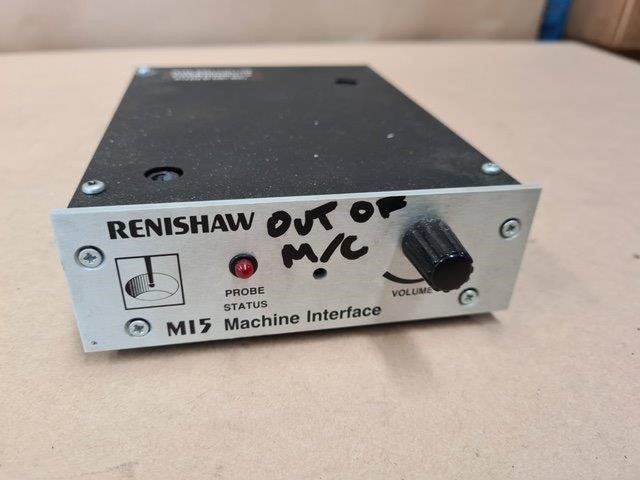 RENISHAW
OUT OF
M/C
PROBE
STATUS
VOLUME
MI5 Machine Interface